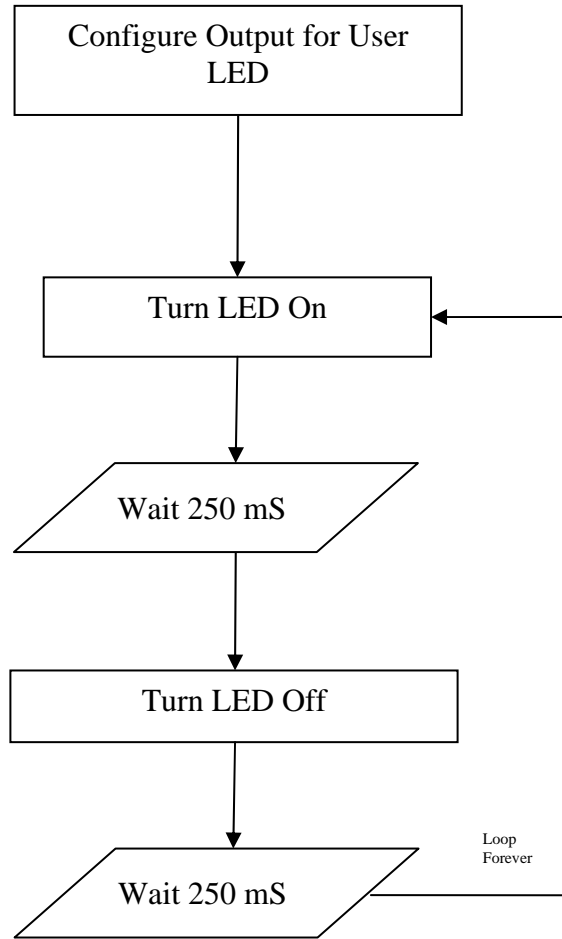 Configure Output for User
LED
Turn LED On
Wait 250 mS
Turn LED Off
Loop
Forever
Wait 250 mS